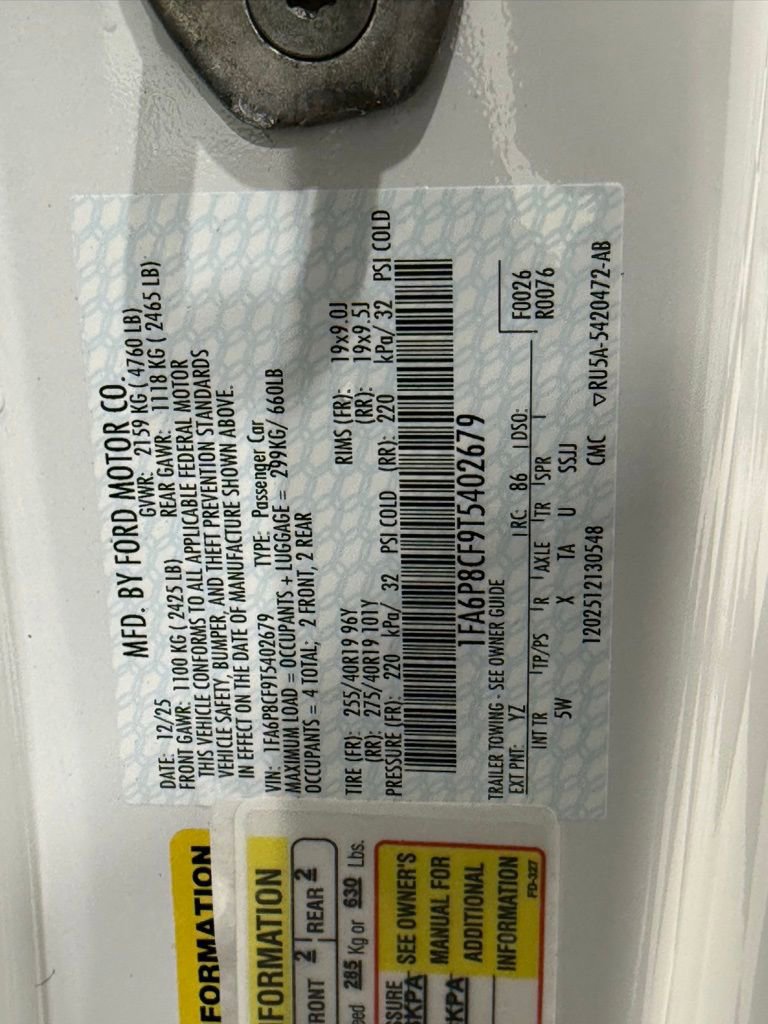 MFD. BY FORD MOTOR CO.
DATE: 12/25 GVWR: 2159 KG ( 4760 LB)
FRONT GAWR: 1100 KG ( 2425 LB) REAR GAWR: 1118 KG ( 2465 LB)
THIS VEHICLE CONFORMS TO ALL APPLICABLE FEDERAL MOTOR
VEHICLE SAFETY, BUMPER, AND THEFT PREVENTION STANDARDS
IN EFFECT ON THE DATE OF MANUFACTURE SHOWN ABOVE.
VIN: 1FA6P8CF9T5402679 TYPE: Passenger Car
MAXIMUM LOAD = OCCUPANTS + LUGGAGE = 299KG/ 660LB
OCCUPANTS = 4 TOTAL; 2 FRONT, 2 REAR
TIRE (FR): 255/40R19 96Y RIMS (FR): 19x9.0J
(RR): 275/40R19 101Y (RR): 19x9.5J
PRESSURE (FR): 220 kPa/ 32 PSI COLD (RR): 220 kPa/ 32 PSI COLD
1FA6P8CF9T5402679
TRAILER TOWING - SEE OWNER GUIDE
EXT PNT: YZ RC: 86 DSO: F0026
R0076
INT TR TP/PS R AXLE TR SPR
5W X TA U SSJJ
1202512130548 CMC ▽RU5A-5420472-AB
FORMATION
FORMATION
RONT 2 REAR 2
eed 285 Kg or 630 Lbs.
SSURE SEE OWNER'S
KPA MANUAL FOR
KPA ADDITIONAL
INFORMATION
FD-327